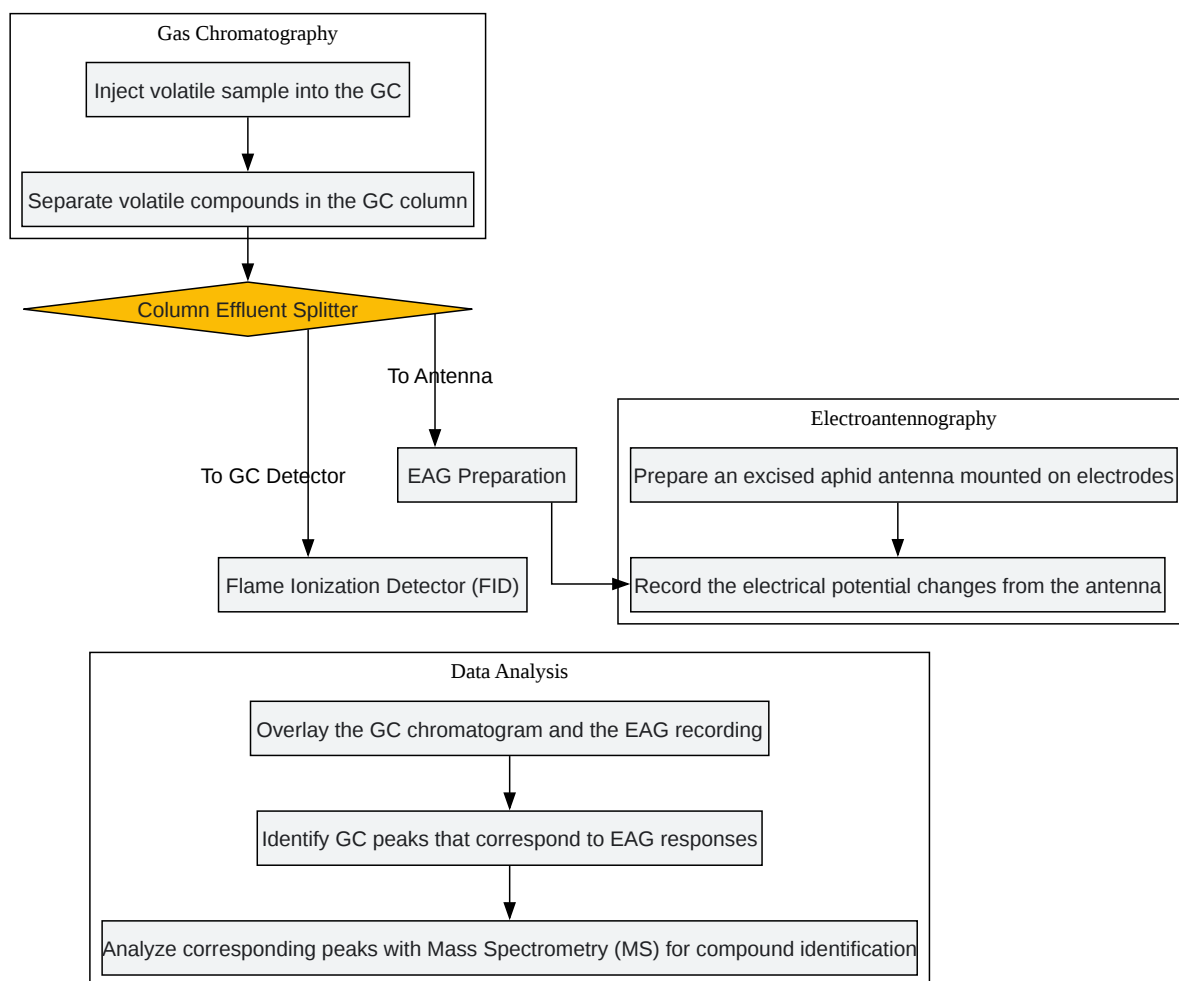 Gas Chromatography
Inject volatile sample into the GC
Separate volatile compounds in the GC column
Column Effluent Splitter
To Antenna
Electroantennography
To GC Detector
EAG Preparation
Prepare an excised aphid antenna mounted on electrodes
Flame Ionization Detector (FID)
Record the electrical potential changes from the antenna
Data Analysis
Overlay the GC chromatogram and the EAG recording
Identify GC peaks that correspond to EAG responses
Analyze corresponding peaks with Mass Spectrometry (MS) for compound identification